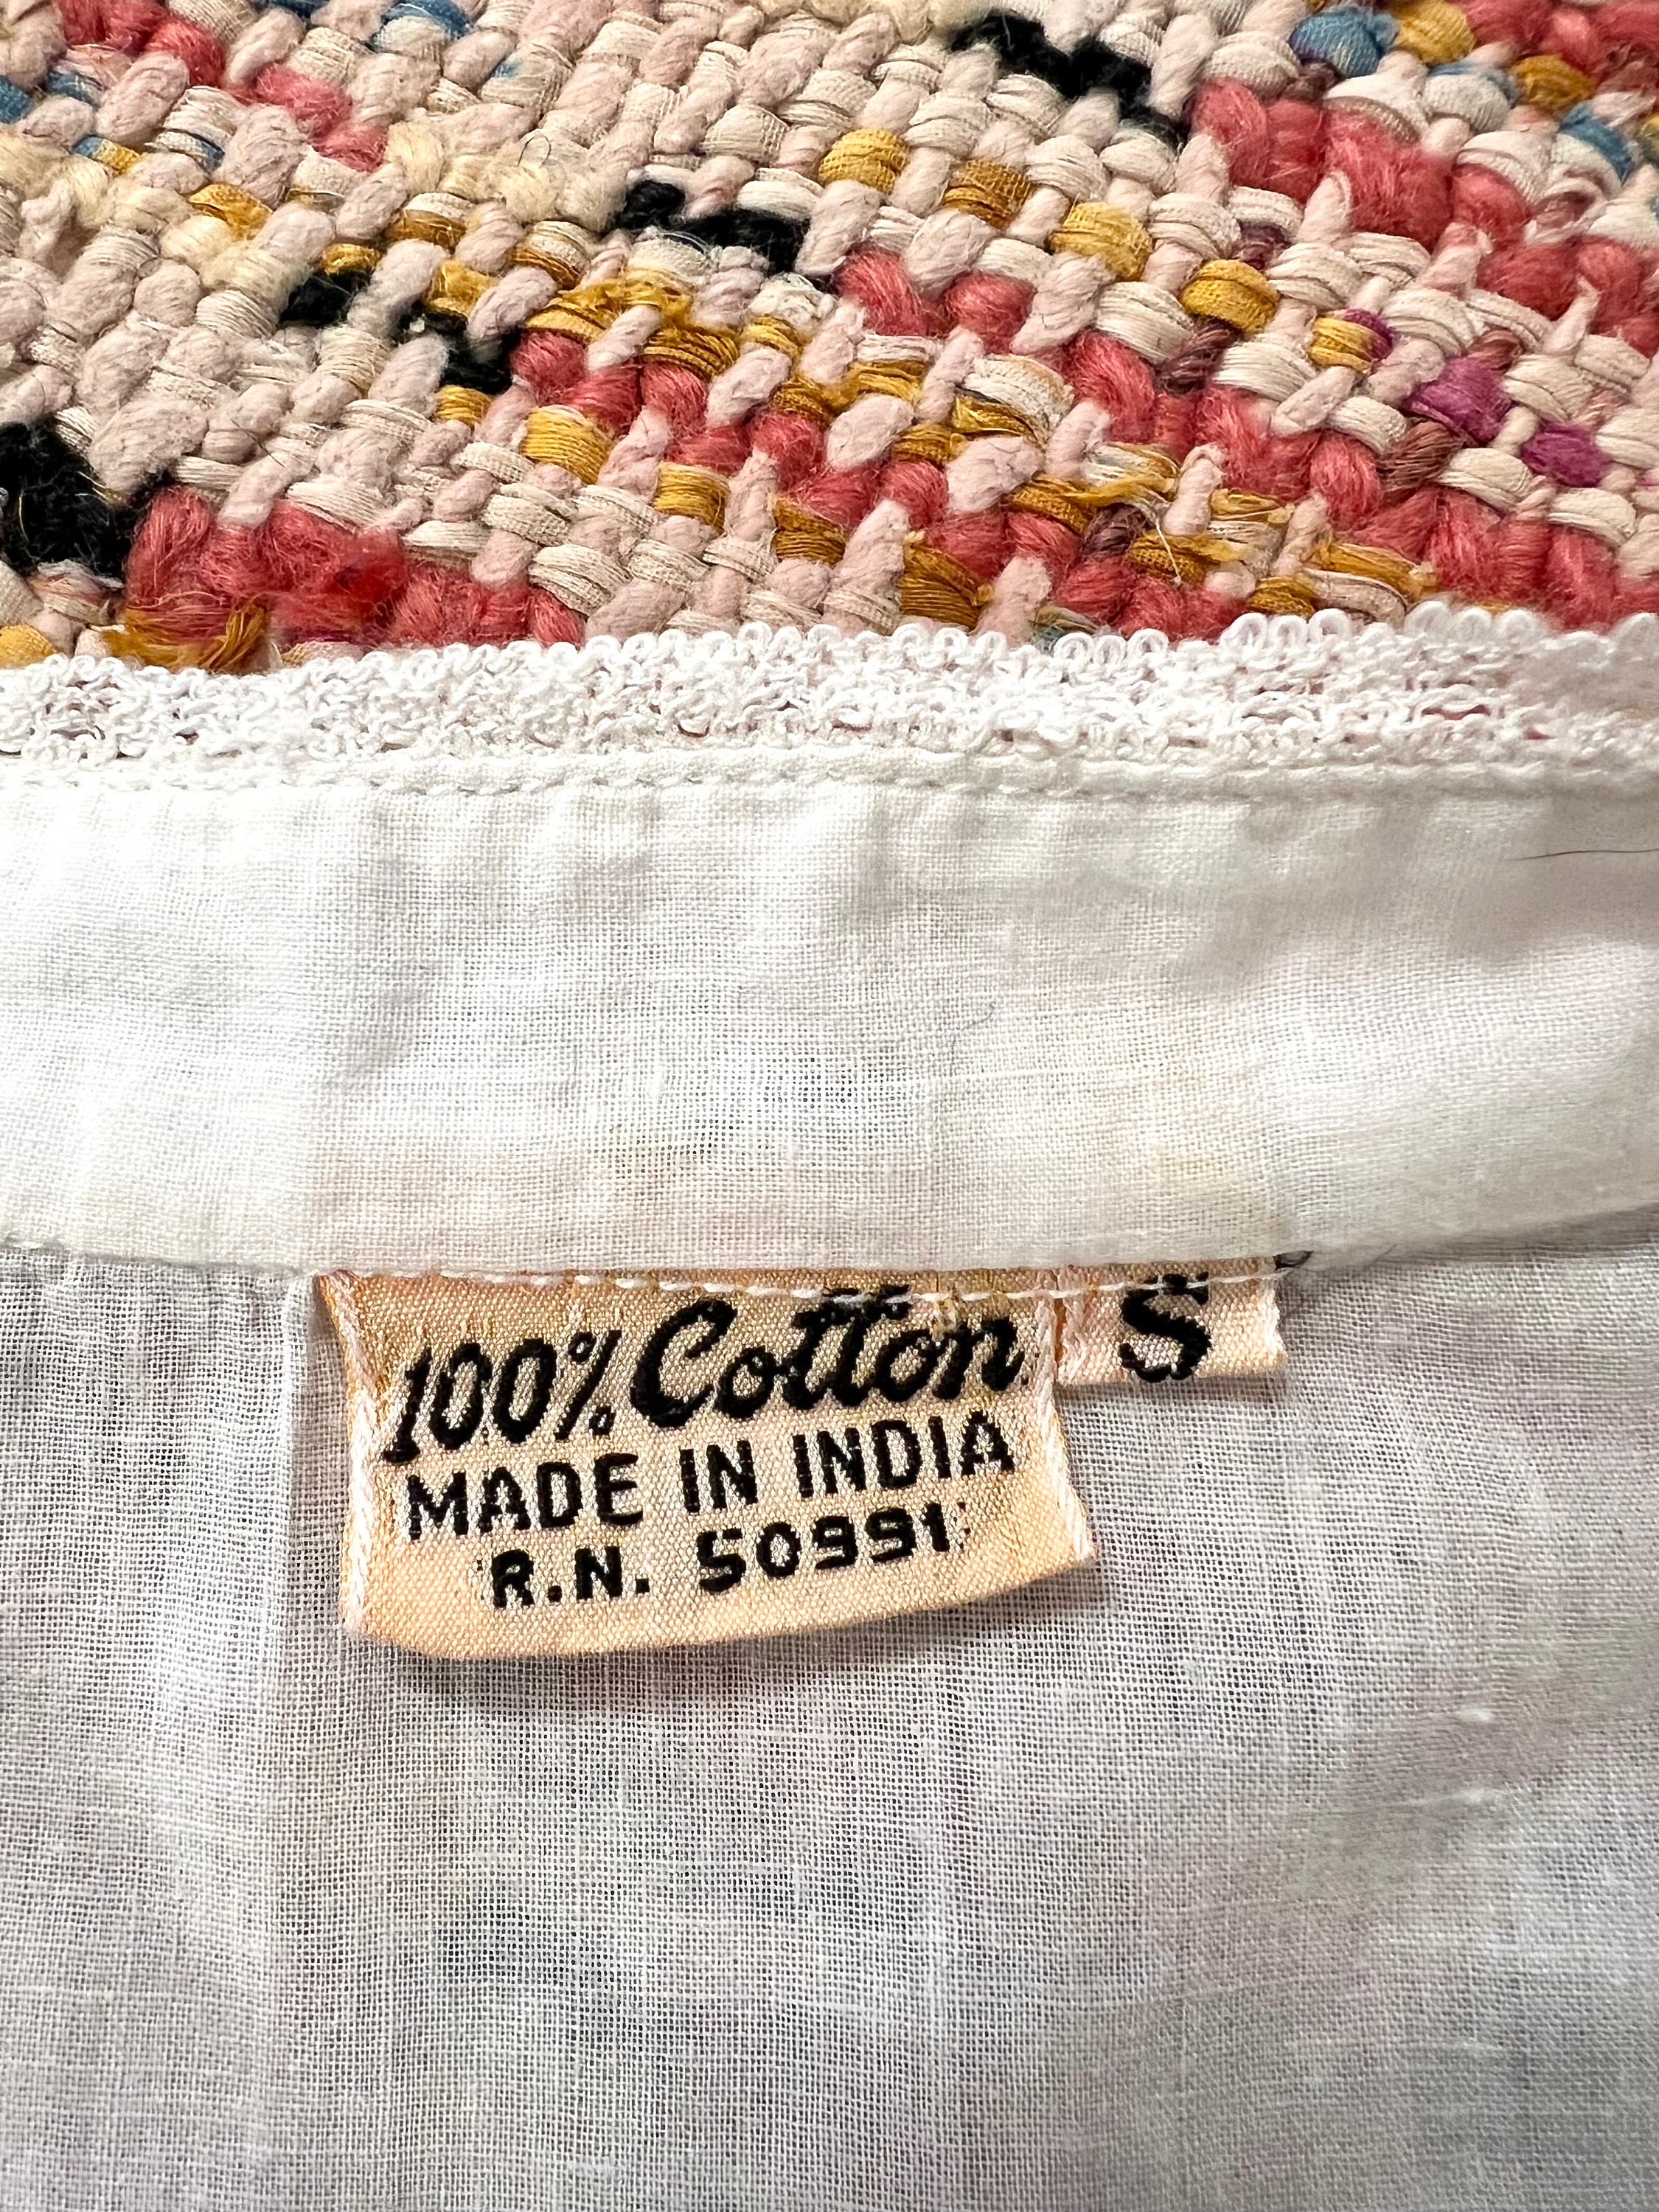 100% Cotton
S
MADE IN INDIA
R.N. 50991